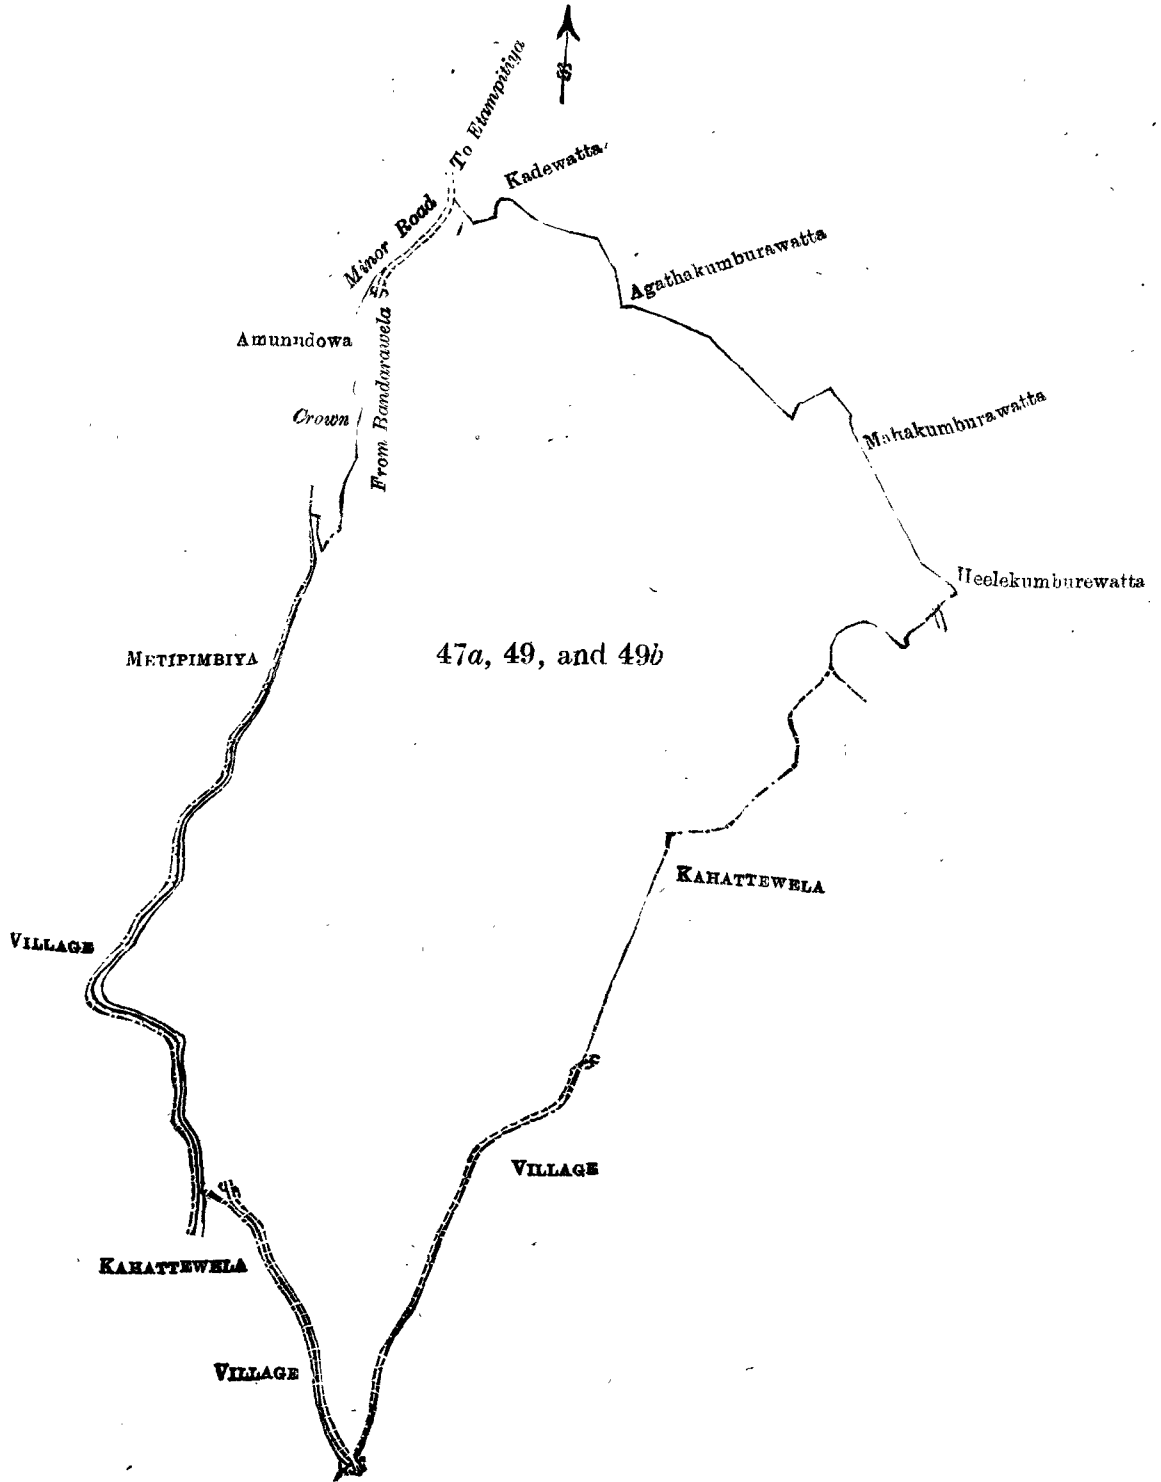 To Etampitiya
Kadewatta
Minor Road
Agathakumburawatta
From Bandarawela
Amunudowa
Crown
Mahakumburawatta
Heelekumburewatta
METIPIMBIYA
47a, 49, and 49b
KAHATTEWELA
VILLAGE
VILLAGE
KAHATTEWELA
VILLAGE